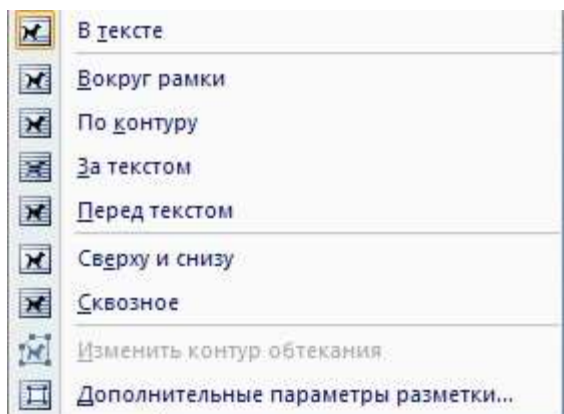 В тексте
Вокруг рамки
По контуру
За текстом
Перед текстом
Сверху и снизу
Сквозное
Изменить контур обтекания
Дополнительные параметры разметки...